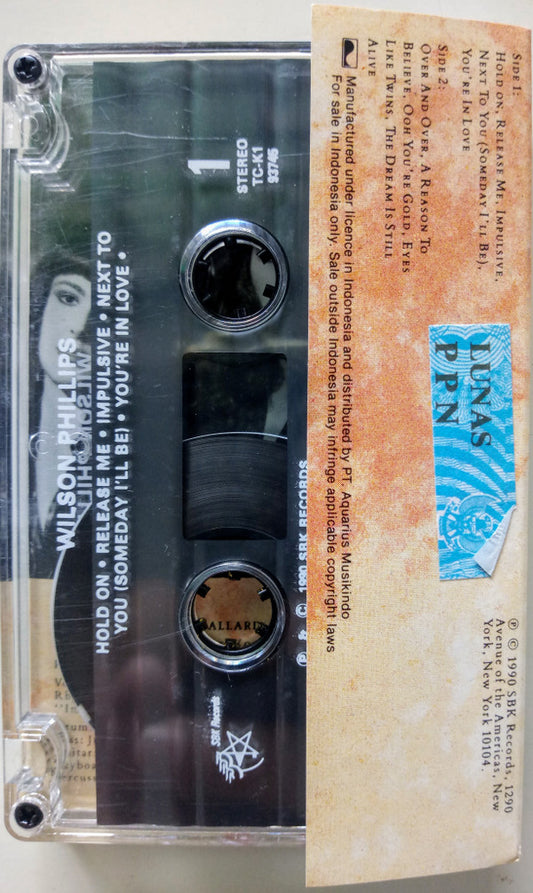 SIDE 1:
HOLD ON, RELEASE ME, IMPULSIVE,
NEXT TO YOU (SOMEDAY I'LL BE),
YOU'RE IN LOVE
SIDE 2:
OVER AND OVER, A REASON TO
BELIEVE, OOH YOU'RE GOLD, EYES
LIKE TWINS, THE DREAM IS STILL
ALIVE
Manufactured under licence in Indonesia and distributed by PT. Aquarius Musikindo
For sale in Indonesia only. Sale outside Indonesia may infringe applicable copyright laws
LUNAS
PPN
℗ © 1990 SBK Records, 1290
Avenue of the Americas, New
York, New York 10104.
1
STEREO
TC-K1
93745
WILSON PHILLIPS
HOLD ON • RELEASE ME • IMPULSIVE • NEXT TO
YOU (SOMEDAY I'LL BE) • YOU'RE IN LOVE •
℗ & © 1990 SBK RECORDS
SBK Records
ALLARD